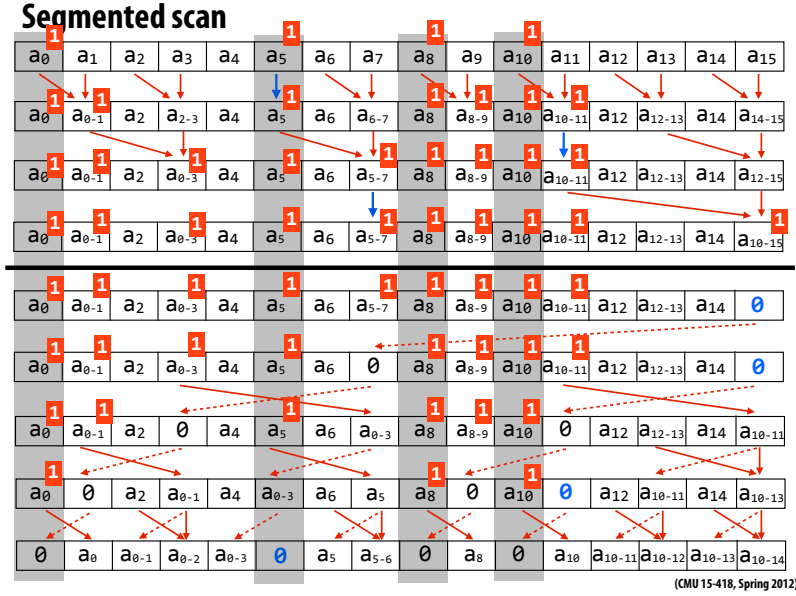 Segmented scan
1 1 1 1
a0 a1 a2 a3 a4 a5 a6 a7 a8 a9 a10 a11 a12 a13 a14 a15
1 1 1 1 1 1 1
a0 a0-1 a2-3 a5 a6-7 a8 a8-9 a10 a10-11 a12-13 a14-15
1 1 1 1 1 1
a0 a0-1 a2 a0-3 a4 a5 a6 a5-7 a8 a8-9 a10 a10-11 a12 a12-13 a14 a12-15
1 1 1 1 1 1 1 1 1 1
a0 a0-1 a2 a0-3 a4 a5 a6 a5-7 a8 a8-9 a10 a10-11 a12 a12-13 a14 a10-15
1 1 1 1 1 1 1 1 1
a0 a0-1 a2 a0-3 a4 a5 a6 a5-7 a8 a8-9 a10 a10-11 a12 a12-13 a14 0
1 1 1 1 1 1 1 1
a0 a0-1 a2 a0-3 a4 a5 a6 0 a8 a8-9 a10 a10-11 a12 a12-13 a14 0
1 1 1 1 1
a0 a0-1 a2 0 a4 a5 a6 a0-3 a8 a8-9 a10 0 a12 a12-13 a14 a10-11
1 1 1
a0 0 a2 a0-1 a4 a0-3 a6 a5 a8 0 a10 0 a12 a10-11 a14 a10-13
0 a0 a0-1 a0-2 a0-3 0 a5 a5-6 0 a8 0 a10 a10-11 a10-12 a10-13 a10-14
(CMU 15-418, Spring 2012)